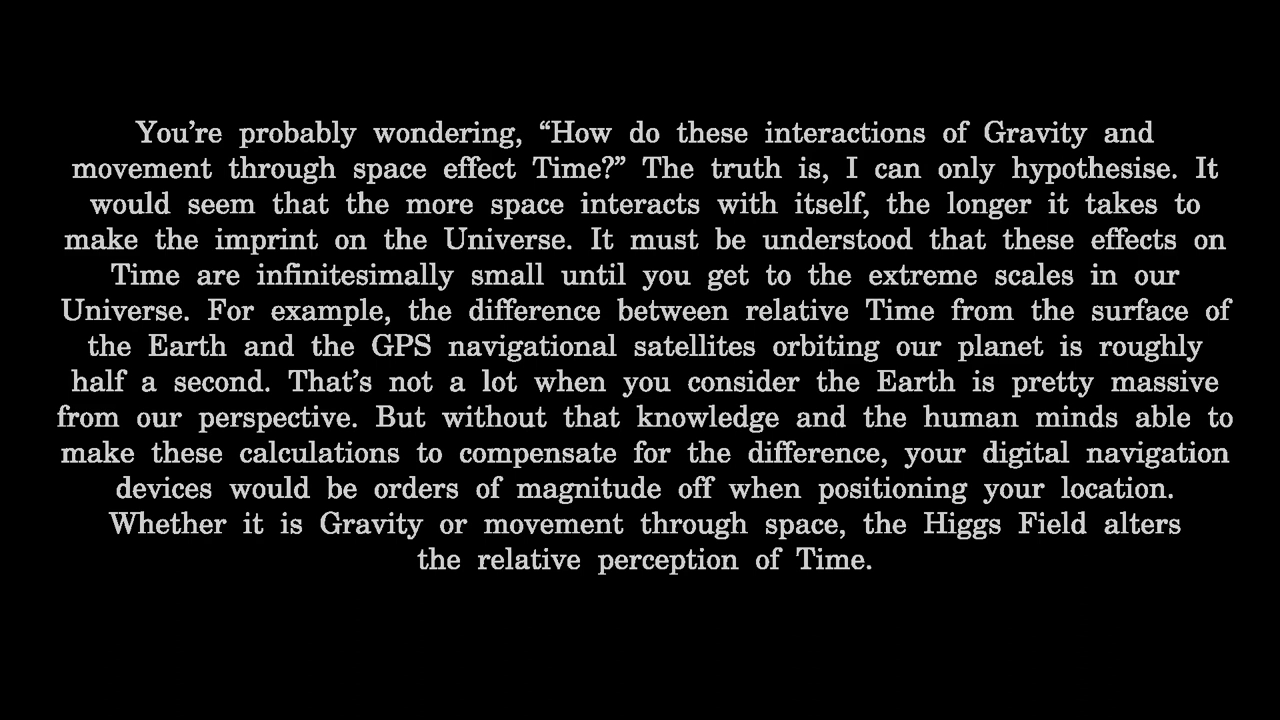 You’re probably wondering, “How do these interactions of Gravity and
movement through space effect Time?” The truth is, I can only hypothesise. It
would seem that the more space interacts with itself, the longer it takes to
make the imprint on the Universe. It must be understood that these effects on
Time are infinitesimally small until you get to the extreme scales in our
Universe. For example, the difference between relative Time from the surface of
the Earth and the GPS navigational satellites orbiting our planet is roughly
half a second. That’s not a lot when you consider the Earth is pretty massive
from our perspective. But without that knowledge and the human minds able to
make these calculations to compensate for the difference, your digital navigation
devices would be orders of magnitude off when positioning your location.
Whether it is Gravity or movement through space, the Higgs Field alters
the relative perception of Time.